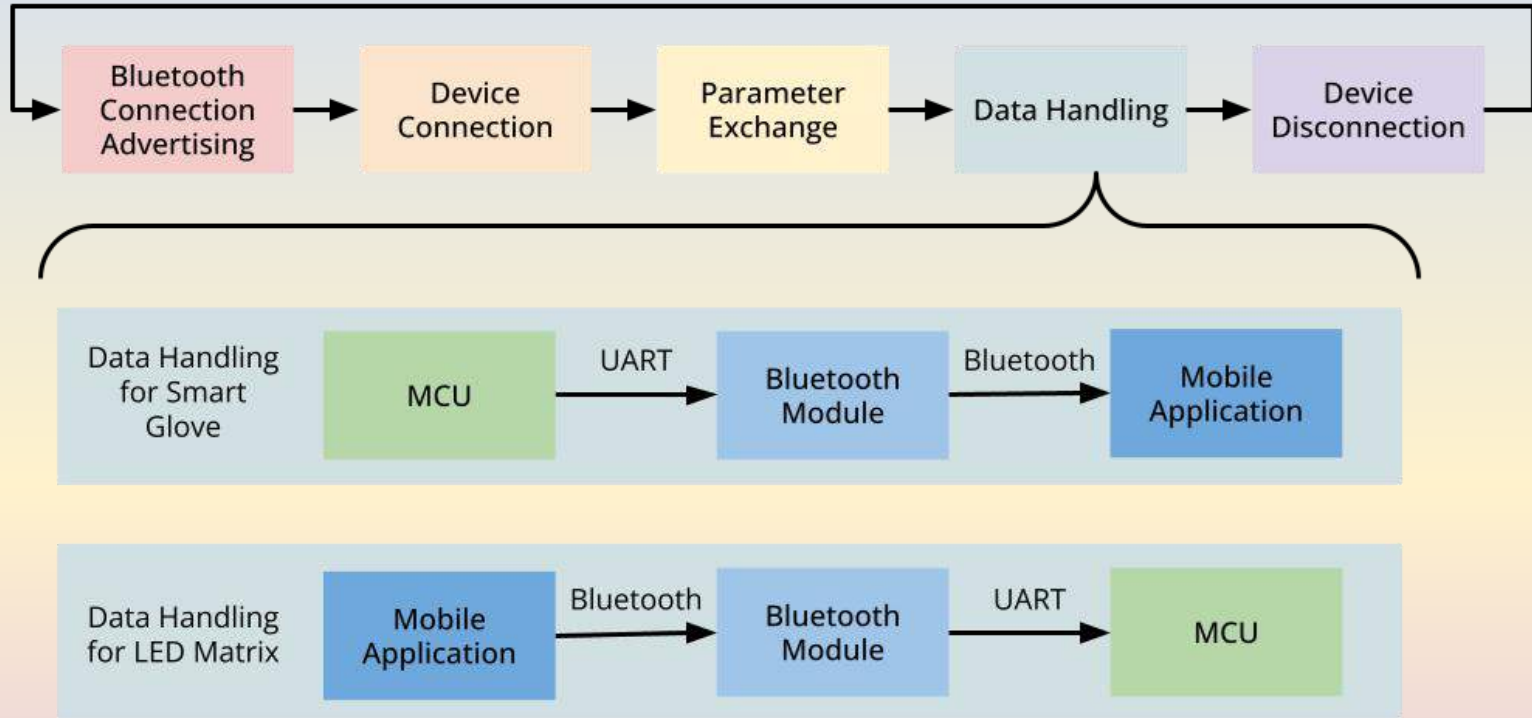 Bluetooth
Connection
Advertising
Device
Connection
Parameter
Exchange
Data Handling
Device
Disconnection
Data Handling
for Smart
Glove
MCU
UART
Bluetooth
Module
Bluetooth
Mobile
Application
Data Handling
for LED Matrix
Mobile
Application
Bluetooth
Bluetooth
Module
UART
MCU